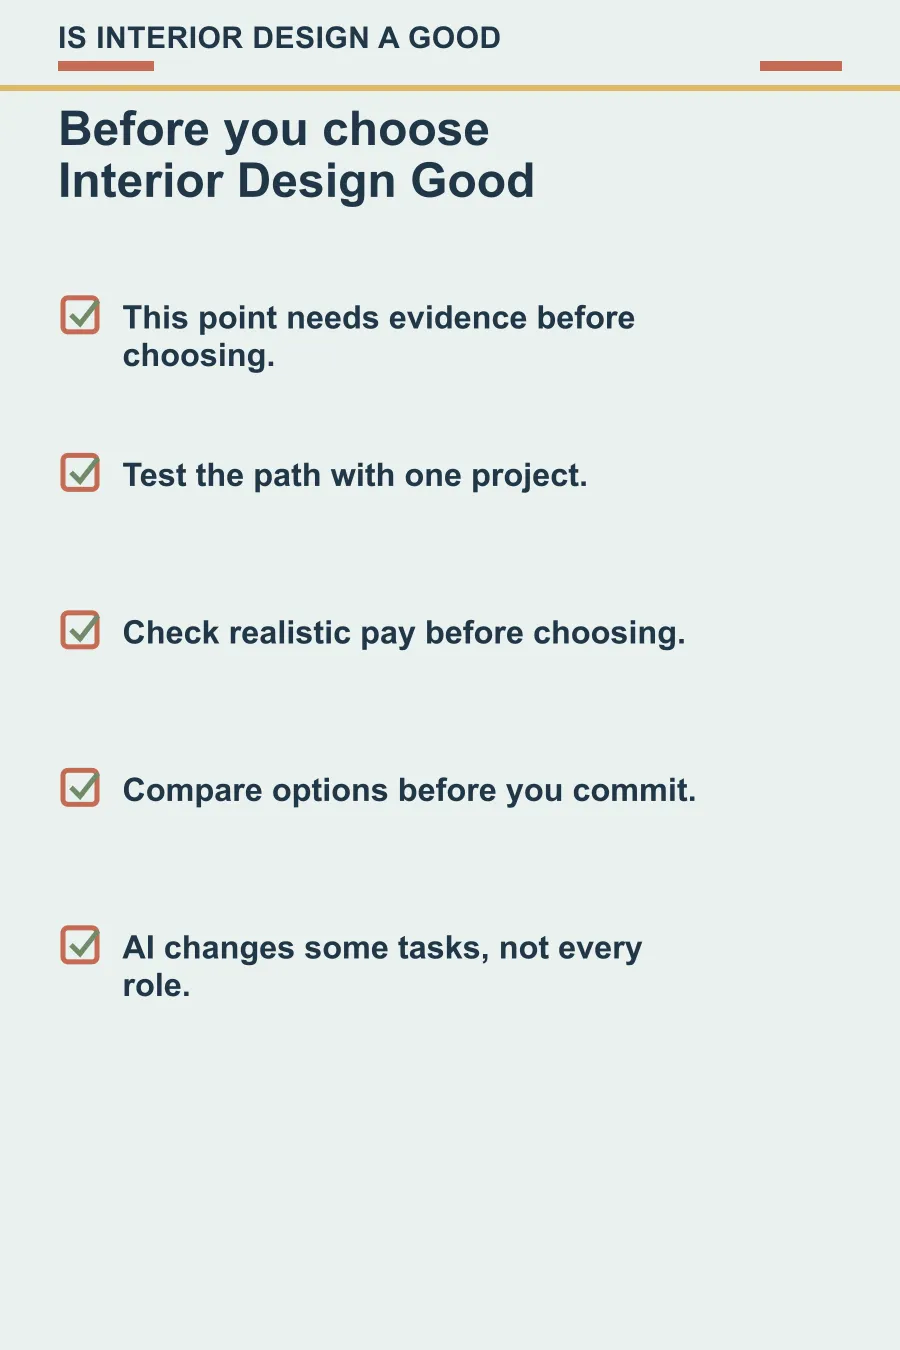 IS INTERIOR DESIGN A GOOD
Before you choose
Interior Design Good
This point needs evidence before
choosing.
Test the path with one project.
Check realistic pay before choosing.
Compare options before you commit.
AI changes some tasks, not every
role.